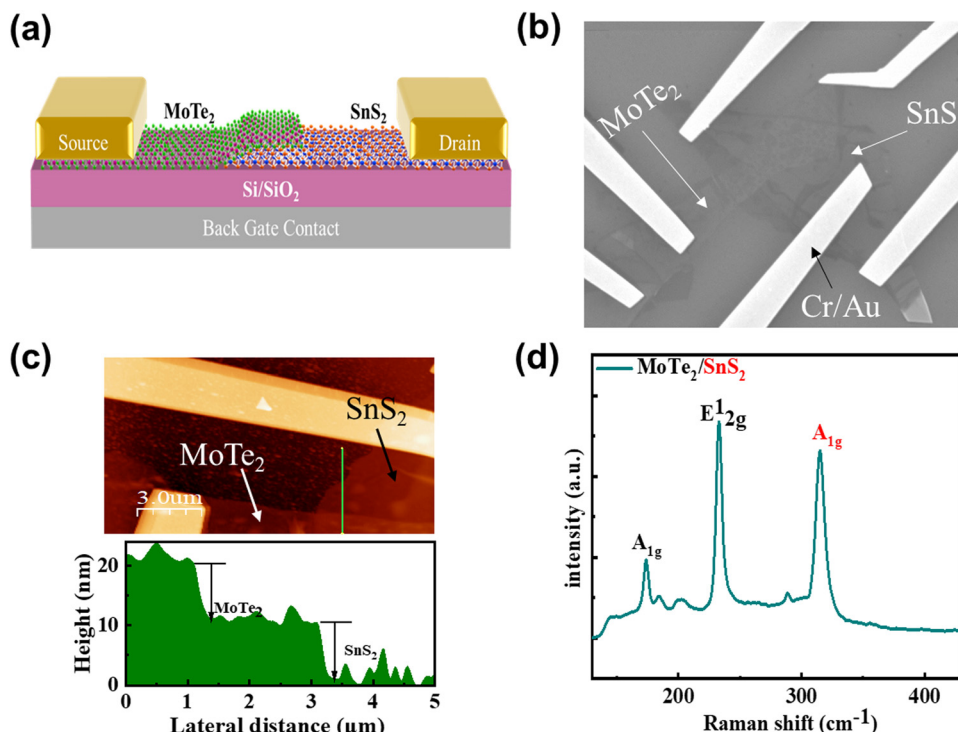 (a)
MoTe₂
SnS₂
Source
Drain
Si/SiO₂
Back Gate Contact
(b)
MoTe₂
SnS
Cr/Au
(c)
SnS₂
MoTe₂
3.0um
Height (nm)
20
10
0
MoTe₂
SnS₂
0 1 2 3 4 5
Lateral distance (μm)
(d)
MoTe₂/SnS₂
E¹₂g
A₁g
A₁g
intensity (a.u.)
200 300 400
Raman shift (cm⁻¹)